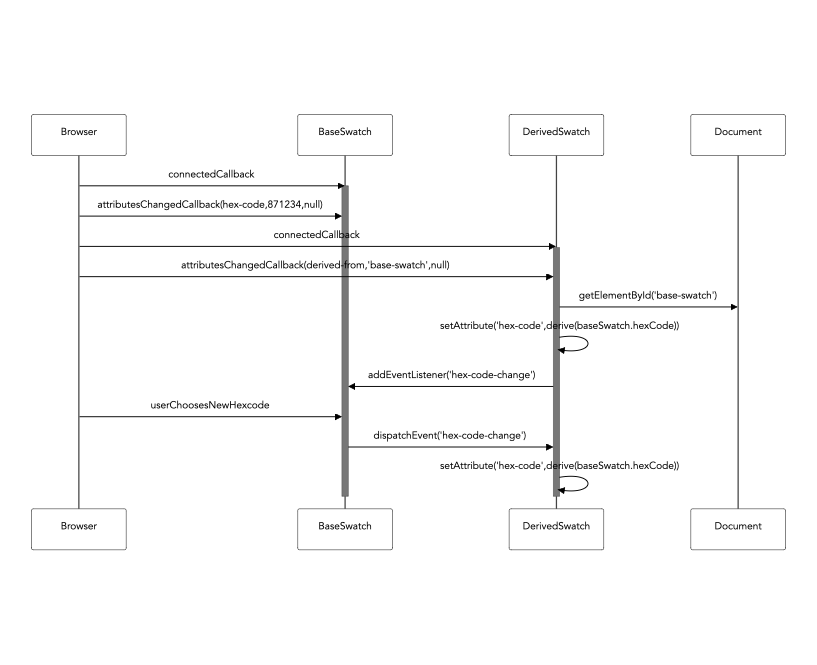 Browser
BaseSwatch
DerivedSwatch
Document
connectedCallback
attributesChangedCallback(hex-code,871234,null)
connectedCallback
attributesChangedCallback(derived-from,'base-swatch',null)
getElementById('base-swatch')
setAttribute('hex-code',derive(baseSwatch.hexCode))
addEventListener('hex-code-change')
userChoosesNewHexcode
dispatchEvent('hex-code-change')
setAttribute('hex-code',derive(baseSwatch.hexCode))
Browser
BaseSwatch
DerivedSwatch
Document